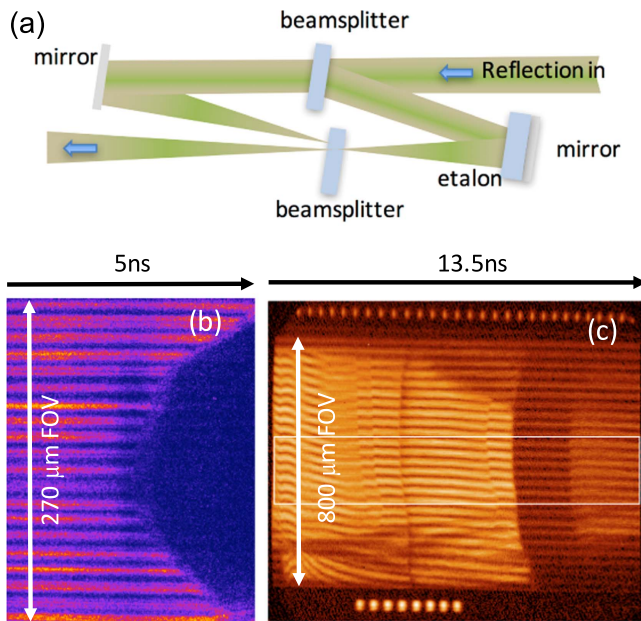 (a)
beamsplitter
mirror
Reflection in
mirror
etalon
beamsplitter
5ns
13.5ns
(b)
(c)
270 μm FOV
800 μm FOV